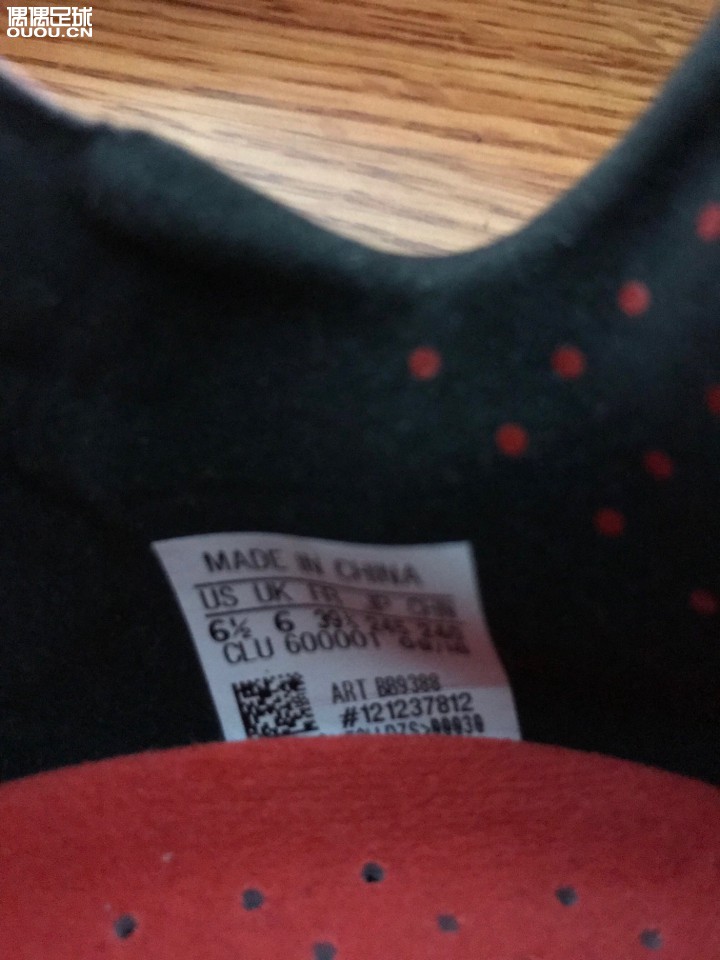 偶偶足球
OUOU.CN
MADE IN CHINA
US UK FR JP CHN
6½ 6 39⅓ 245 245
CLU 600001
ART BB9388
#121237812